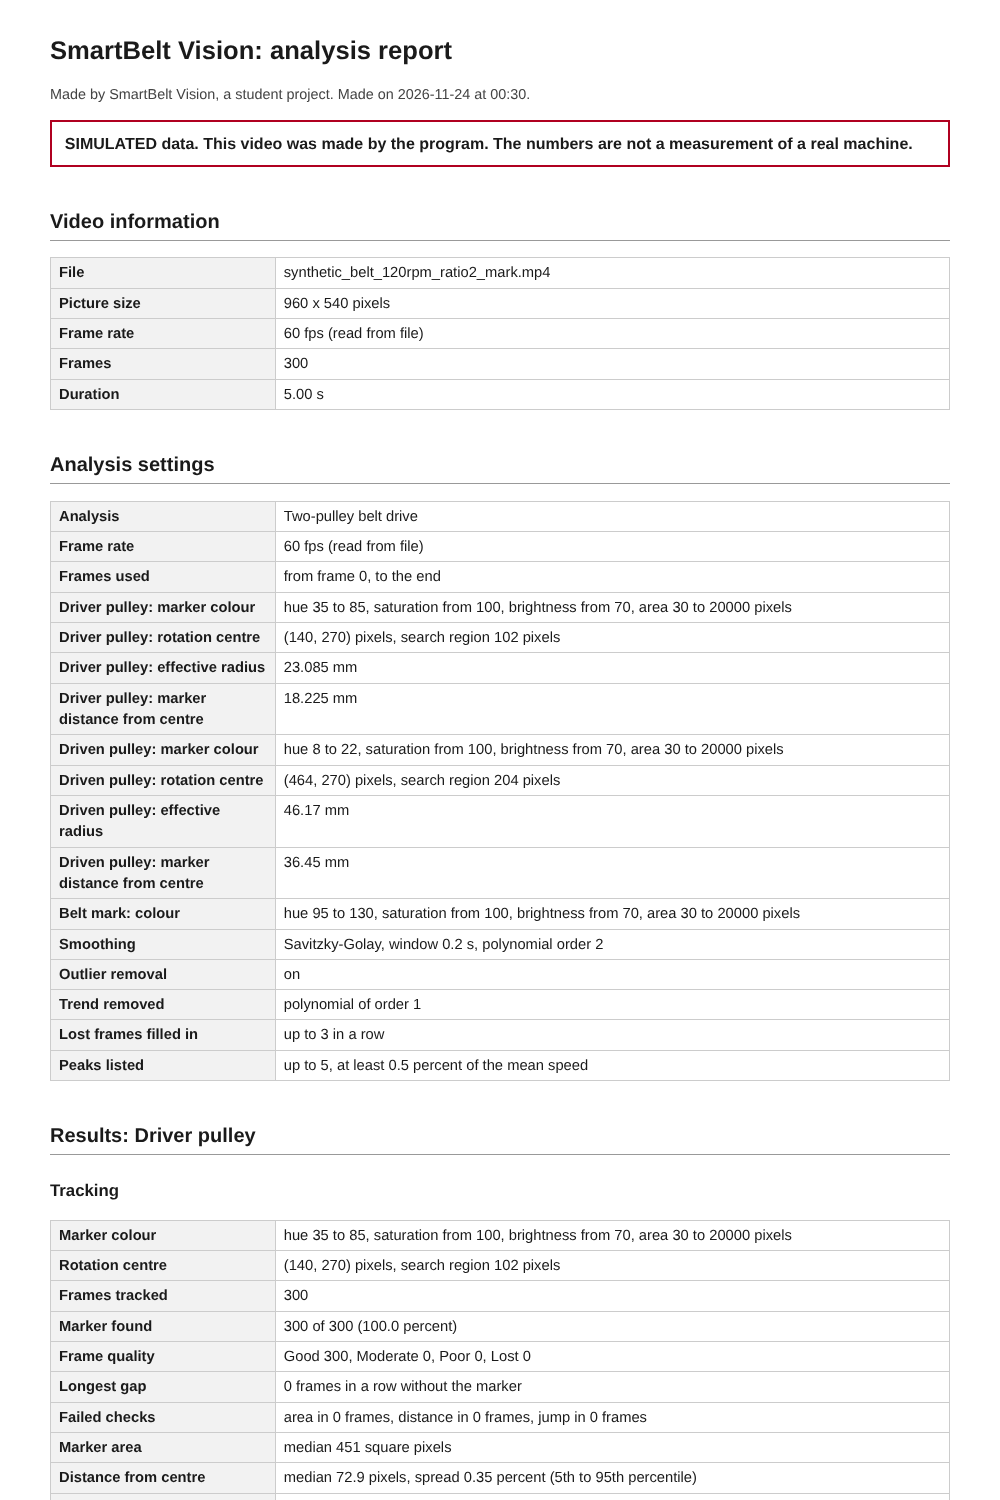 SmartBelt Vision: analysis report
Made by SmartBelt Vision, a student project. Made on 2026-11-24 at 00:30.
SIMULATED data. This video was made by the program. The numbers are not a measurement of a real machine.
Video information
File synthetic_belt_120rpm_ratio2_mark.mp4
Picture size 960 x 540 pixels
Frame rate 60 fps (read from file)
Frames 300
Duration 5.00 s
Analysis settings
Analysis Two-pulley belt drive
Frame rate 60 fps (read from file)
Frames used from frame 0, to the end
Driver pulley: marker colour hue 35 to 85, saturation from 100, brightness from 70, area 30 to 20000 pixels
Driver pulley: rotation centre (140, 270) pixels, search region 102 pixels
Driver pulley: effective radius 23.085 mm
Driver pulley: marker 18.225 mm
distance from centre
Driven pulley: marker colour hue 8 to 22, saturation from 100, brightness from 70, area 30 to 20000 pixels
Driven pulley: rotation centre (464, 270) pixels, search region 204 pixels
Driven pulley: effective 46.17 mm
radius
Driven pulley: marker 36.45 mm
distance from centre
Belt mark: colour hue 95 to 130, saturation from 100, brightness from 70, area 30 to 20000 pixels
Smoothing Savitzky-Golay, window 0.2 s, polynomial order 2
Outlier removal on
Trend removed polynomial of order 1
Lost frames filled in up to 3 in a row
Peaks listed up to 5, at least 0.5 percent of the mean speed
Results: Driver pulley
Tracking
Marker colour hue 35 to 85, saturation from 100, brightness from 70, area 30 to 20000 pixels
Rotation centre (140, 270) pixels, search region 102 pixels
Frames tracked 300
Marker found 300 of 300 (100.0 percent)
Frame quality Good 300, Moderate 0, Poor 0, Lost 0
Longest gap 0 frames in a row without the marker
Failed checks area in 0 frames, distance in 0 frames, jump in 0 frames
Marker area median 451 square pixels
Distance from centre median 72.9 pixels, spread 0.35 percent (5th to 95th percentile)